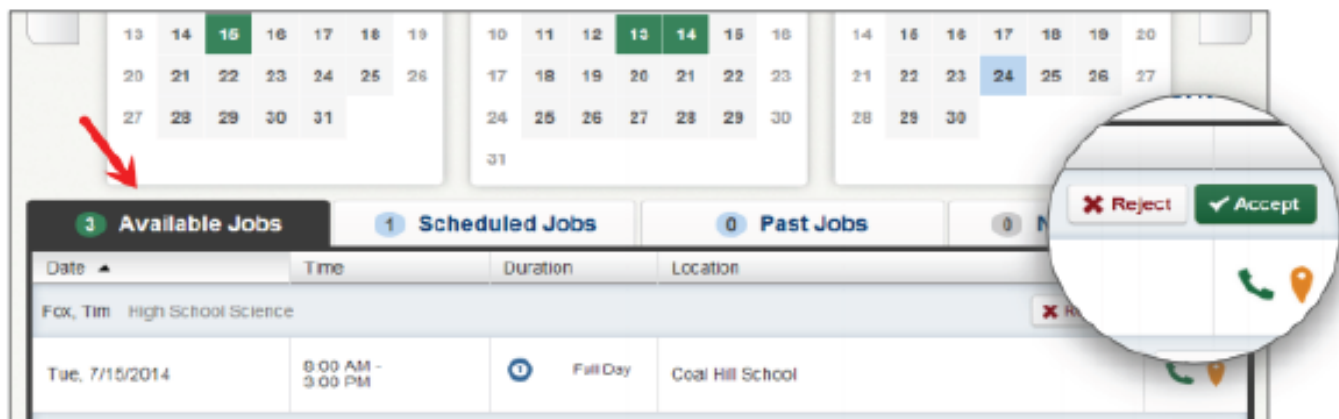 13 14 15 16 17 18 19 10 11 12 13 14 15 16 14 15 16 17 18 19 20
20 21 22 23 24 25 26 17 18 19 20 21 22 23 21 22 23 24 25 26 27
27 28 29 30 31 24 25 26 27 28 29 30 28 29 30
31
Reject Accept
3 Available Jobs 1 Scheduled Jobs 0 Past Jobs 0 N
Date Time Duration Location
Fox, Tim High School Science
Tue, 7/15/2014 8:00 AM - Full Day Coal Hill School
3:00 PM